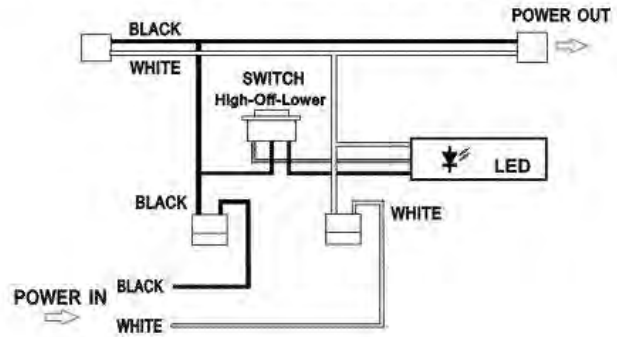 POWER OUT
BLACK
WHITE
SWITCH
High-Off-Lower
LED
BLACK
WHITE
BLACK
POWER IN
WHITE